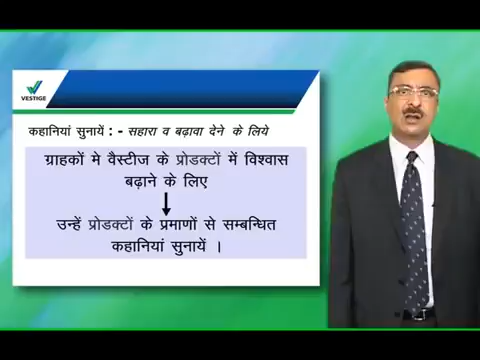 VESTIGE
कहानियां सुनायें : - सहारा व बढ़ावा देने के लिये
ग्राहकों मे वैस्टीज के प्रोडक्टों में विश्वास
बढ़ाने के लिए
उन्हें प्रोडक्टों के प्रमाणों से सम्बन्धित
कहानियां सुनायें ।